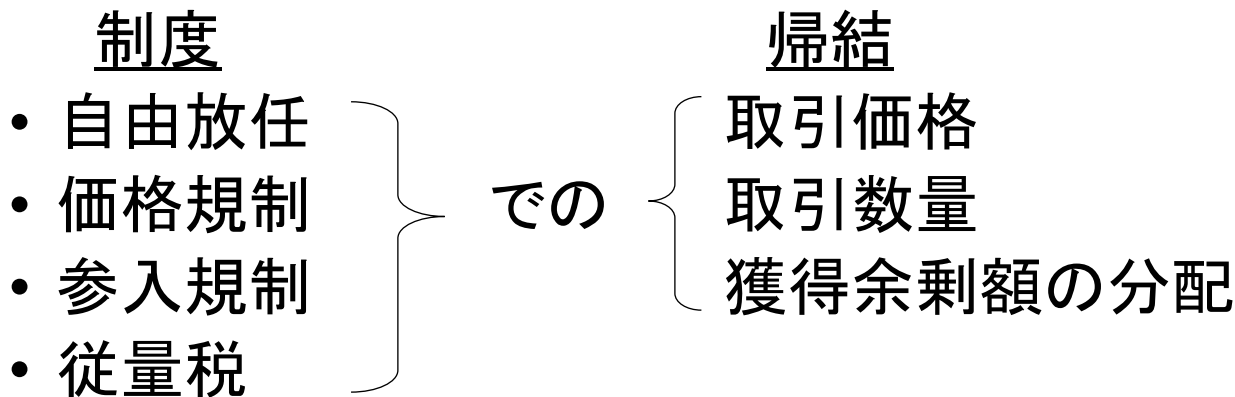 制度
• 自由放任
• 価格規制
• 参入規制
• 従量税
での
帰結
取引価格
取引数量
獲得余剰額の分配